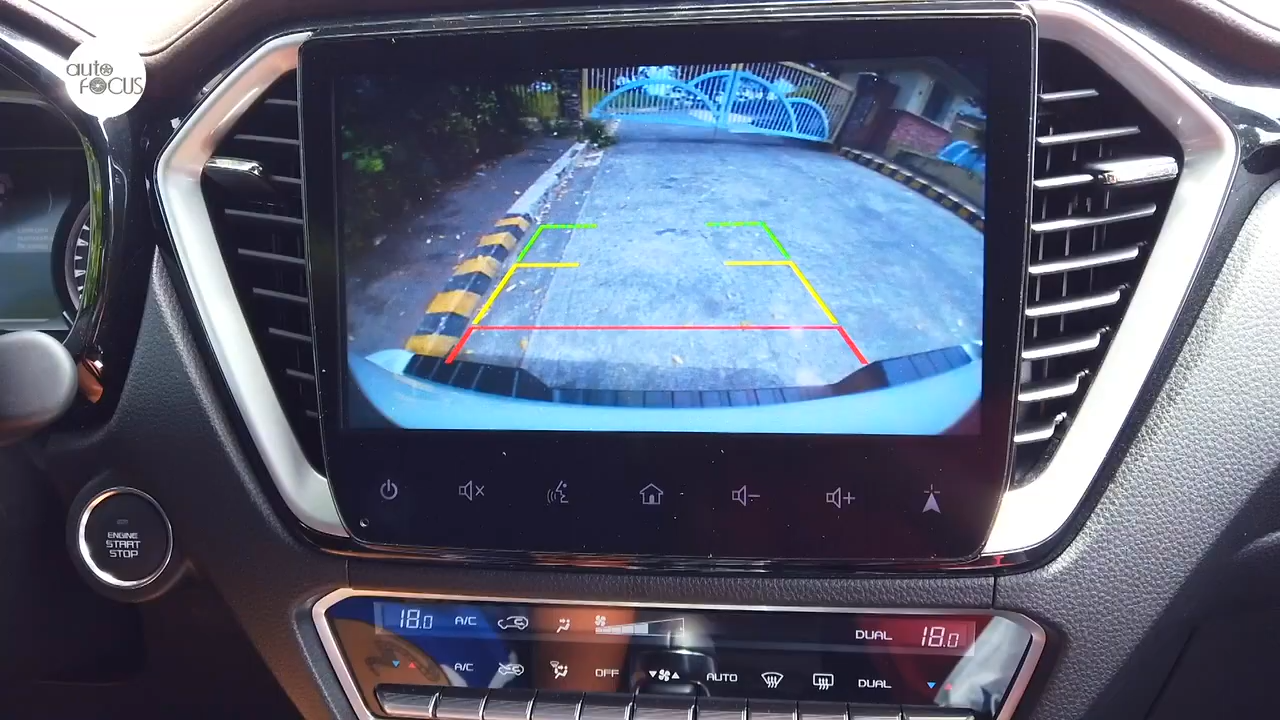 auto
FOCUS
ENGINE
START
STOP
18.0 A/C DUAL 18.0
A/C OFF AUTO DUAL